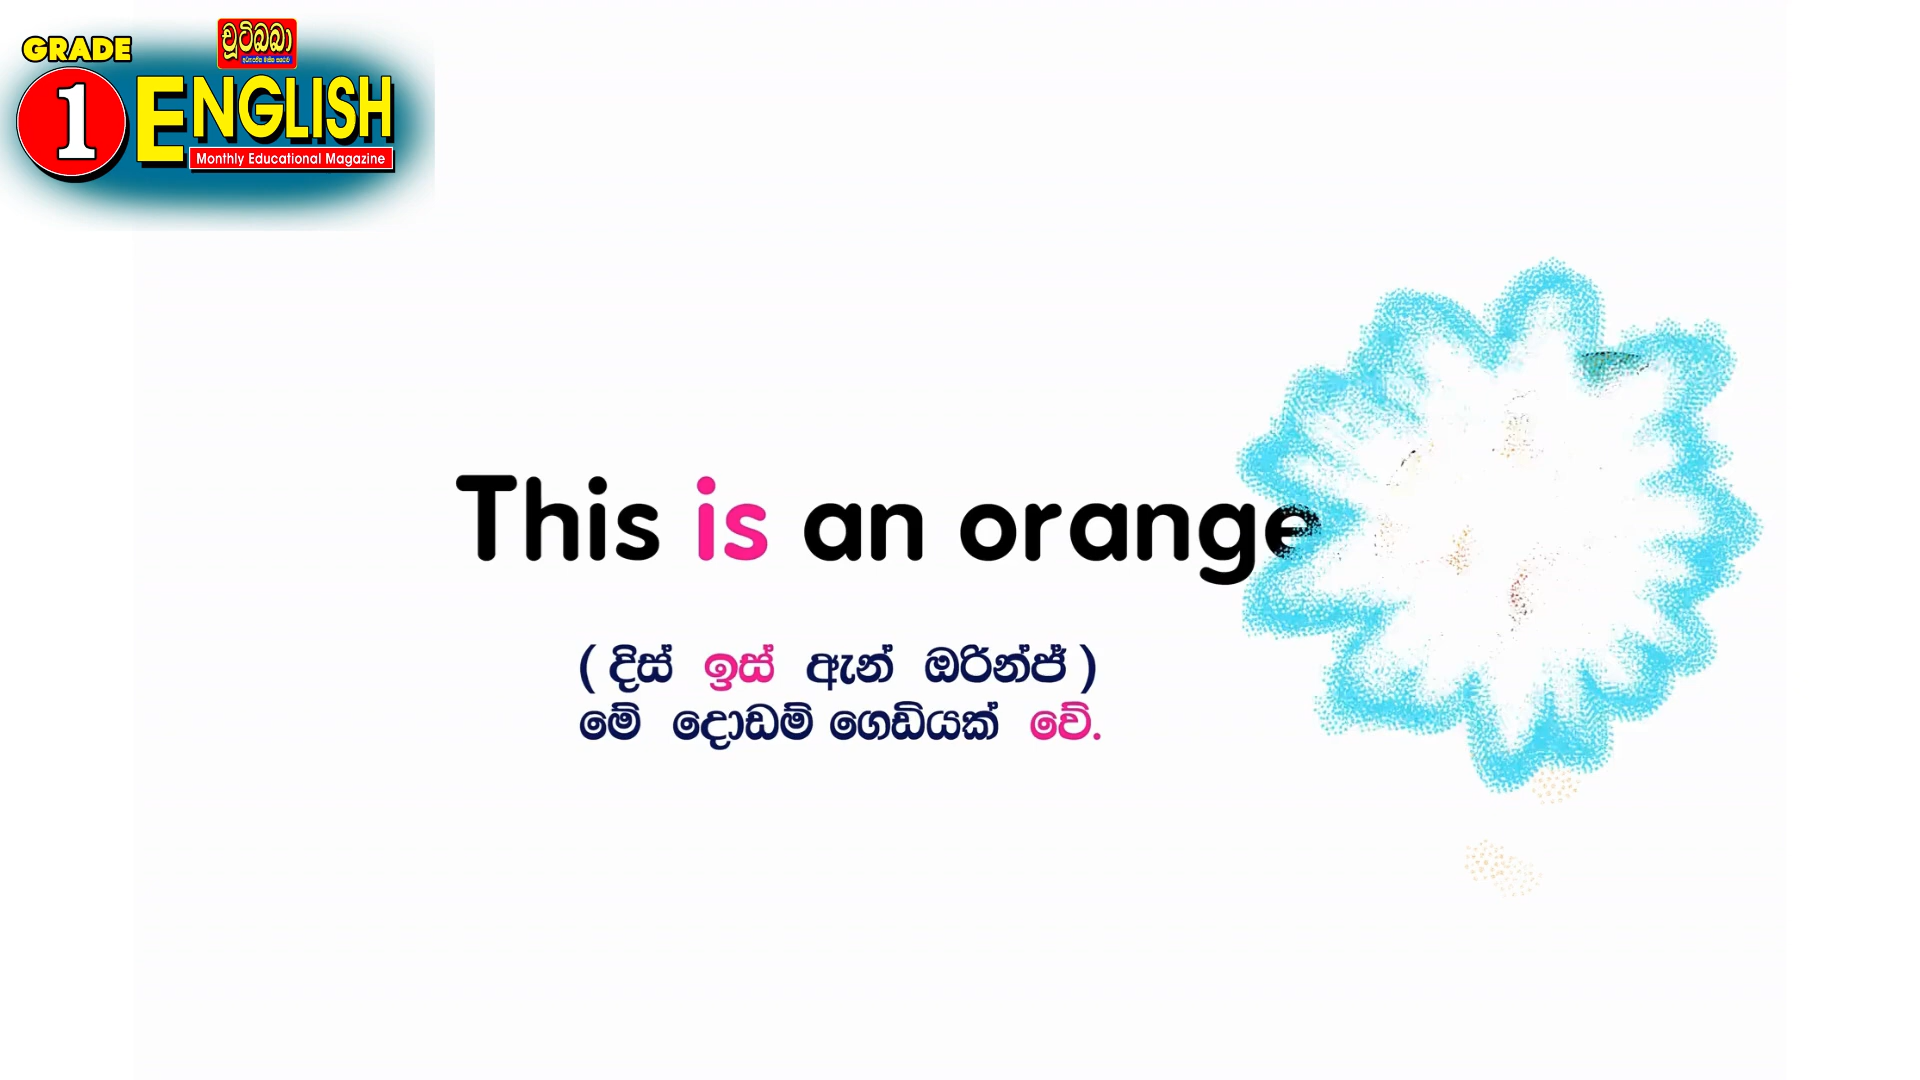 GRADE
1
චූටිබබා
ENGLISH
Monthly Educational Magazine
This is an orange
( දිස් ඉස් ඇන් ඔරින්ජ් )
මේ දොඩම් ගෙඩියක් වේ.